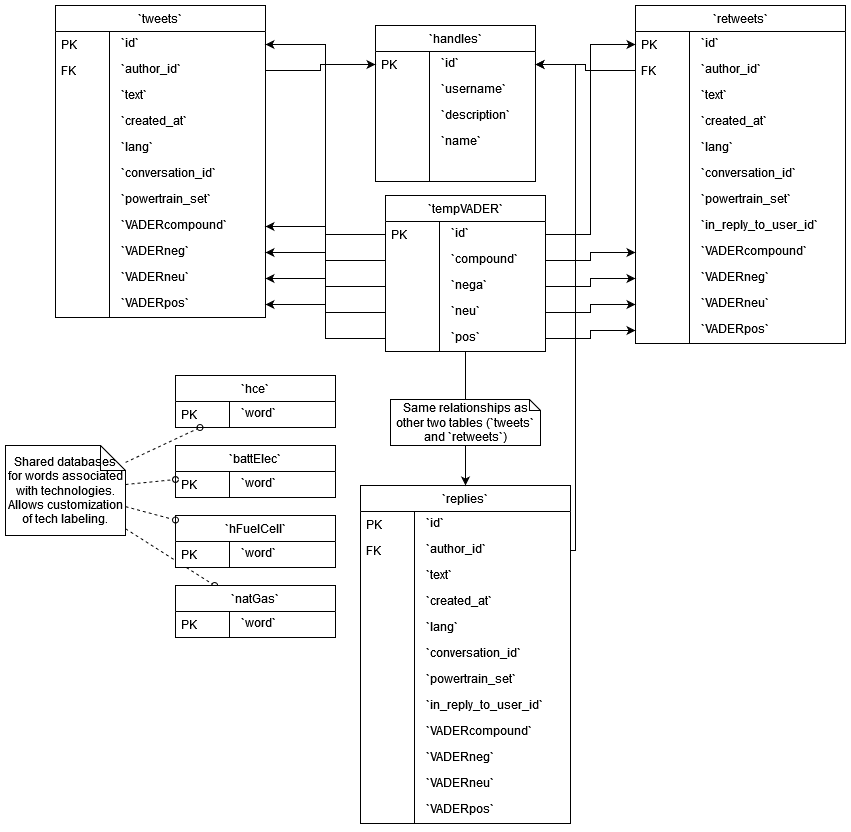 `tweets`
PK `id`
FK `author_id`
`text`
`created_at`
`lang`
`conversation_id`
`powertrain_set`
`VADERcompound`
`VADERneg`
`VADERneu`
`VADERpos`
`handles`
PK `id`
`username`
`description`
`name`
`retweets`
PK `id`
FK `author_id`
`text`
`created_at`
`lang`
`conversation_id`
`powertrain_set`
`in_reply_to_user_id`
`VADERcompound`
`VADERneg`
`VADERneu`
`VADERpos`
`tempVADER`
PK `id`
`compound`
`nega`
`neu`
`pos`
Same relationships as
other two tables (`tweets`
and `retweets`)
`hce`
PK `word`
`battElec`
PK `word`
`hFuelCell`
PK `word`
`natGas`
PK `word`
Shared databases
for words associated
with technologies.
Allows customization
of tech labeling.
`replies`
PK `id`
FK `author_id`
`text`
`created_at`
`lang`
`conversation_id`
`powertrain_set`
`in_reply_to_user_id`
`VADERcompound`
`VADERneg`
`VADERneu`
`VADERpos`